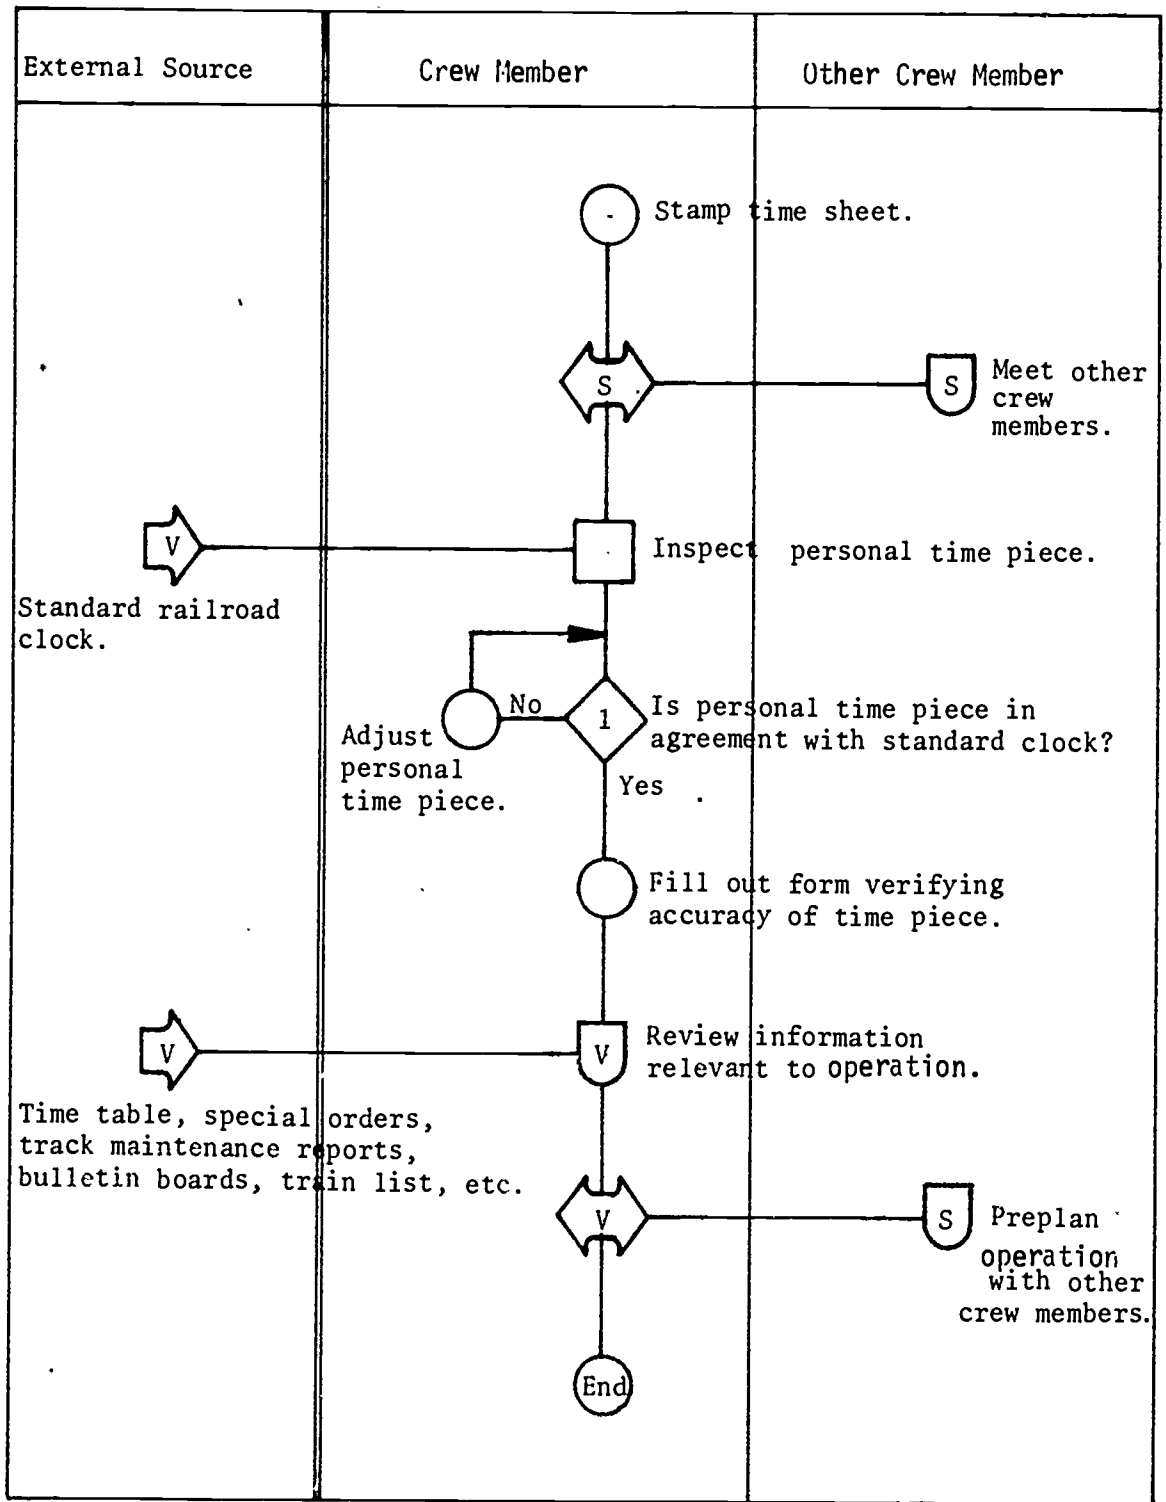 External Source
Crew Member
Other Crew Member
Stamp time sheet.
S
S
Meet other
crew
members.
V
Inspect personal time piece.
Standard railroad
clock.
No
1
Is personal time piece in
agreement with standard clock?
Adjust
personal
time piece.
Yes
Fill out form verifying
accuracy of time piece.
V
V
Review information
relevant to operation.
Time table, special orders,
track maintenance reports,
bulletin boards, train list, etc.
V
S
Preplan
operation
with other
crew members.
End